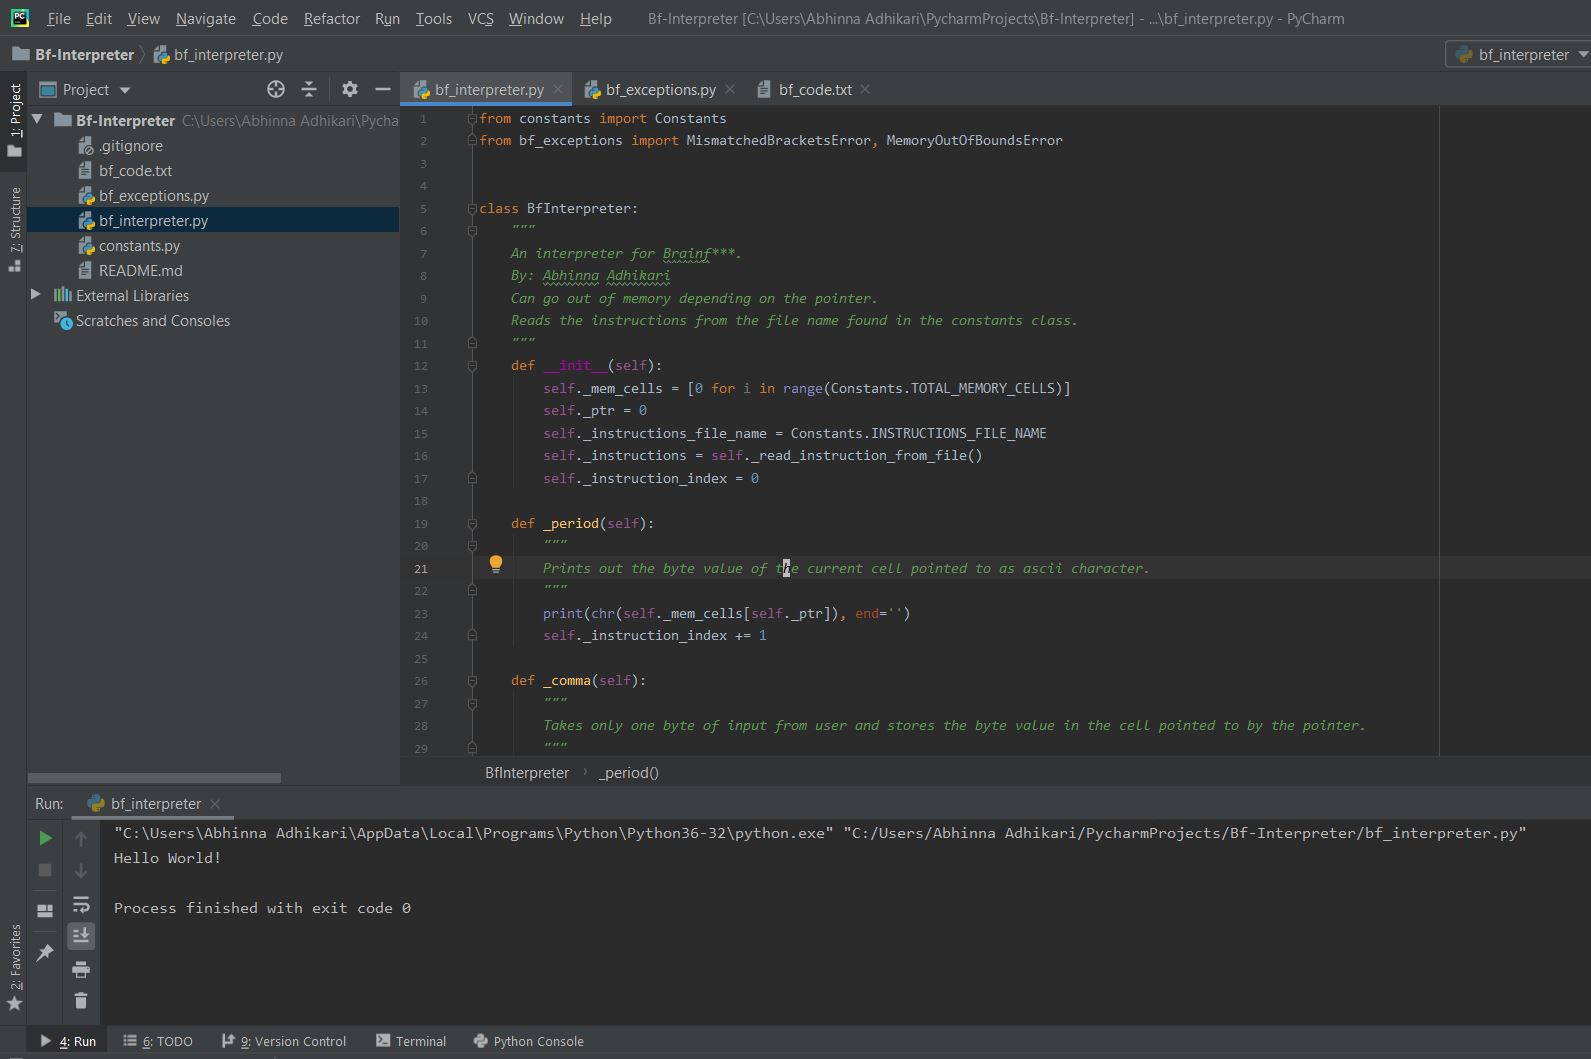 PC File Edit View Navigate Code Refactor Run Tools VCS Window Help Bf-Interpreter [C:\Users\Abhinna Adhikari\PycharmProjects\Bf-Interpreter] - ...\bf_interpreter.py - PyCharm
Bf-Interpreter bf_interpreter.py bf_interpreter
1: Project
7: Structure
2: Favorites
Project
Bf-Interpreter C:\Users\Abhinna Adhikari\Pycha
.gitignore
bf_code.txt
bf_exceptions.py
bf_interpreter.py
constants.py
README.md
External Libraries
Scratches and Consoles
bf_interpreter.py bf_exceptions.py bf_code.txt
1 from constants import Constants
2 from bf_exceptions import MismatchedBracketsError, MemoryOutOfBoundsError
3
4
5 class BfInterpreter:
6 """
7 An interpreter for Brainf***.
8 By: Abhinna Adhikari
9 Can go out of memory depending on the pointer.
10 Reads the instructions from the file name found in the constants class.
11 """
12 def __init__(self):
13 self._mem_cells = [0 for i in range(Constants.TOTAL_MEMORY_CELLS)]
14 self._ptr = 0
15 self._instructions_file_name = Constants.INSTRUCTIONS_FILE_NAME
16 self._instructions = self._read_instruction_from_file()
17 self._instruction_index = 0
18
19 def _period(self):
20 """
21 Prints out the byte value of the current cell pointed to as ascii character.
22 """
23 print(chr(self._mem_cells[self._ptr]), end='')
24 self._instruction_index += 1
25
26 def _comma(self):
27 """
28 Takes only one byte of input from user and stores the byte value in the cell pointed to by the pointer.
29 """
BfInterpreter › _period()
Run: bf_interpreter
"C:\Users\Abhinna Adhikari\AppData\Local\Programs\Python\Python36-32\python.exe" "C:/Users/Abhinna Adhikari/PycharmProjects/Bf-Interpreter/bf_interpreter.py"
Hello World!
Process finished with exit code 0
4: Run 6: TODO 9: Version Control Terminal Python Console